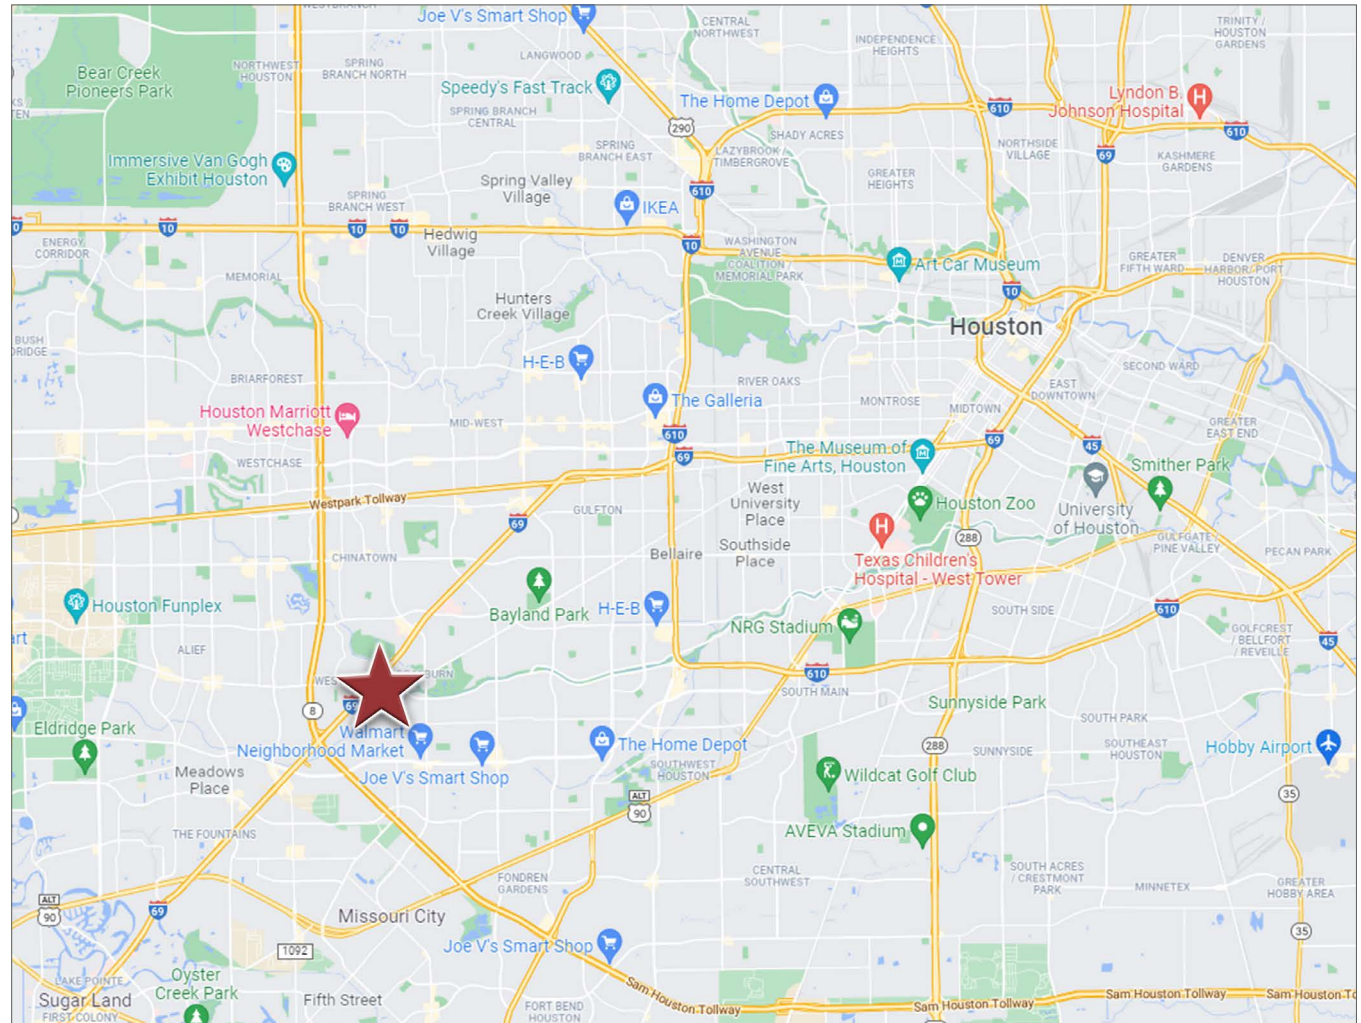 WESTBRANCH
Joe V's Smart Shop
CENTRAL
NORTHWEST
TRINITY /
HOUSTON
GARDENS
INDEPENDENCE
HEIGHTS
LANGWOOD
Bear Creek
Pioneers Park
NORTHWEST
HOUSTON
SPRING
BRANCH NORTH
Speedy's Fast Track
The Home Depot
Lyndon B.
Johnson Hospital
610
610
SPRING BRANCH
CENTRAL
290
SHADY ACRES
SPRING
BRANCH EAST
LAZYBROOK /
TIMBERGROVE
NORTHSIDE
VILLAGE
69
KASHMERE
GARDENS
Immersive Van Gogh
Exhibit Houston
Spring Valley
Village
610
GREATER
HEIGHTS
SPRING
BRANCH WEST
IKEA
0
10
10
10
Hedwig
Village
10
ENERGY
CORRIDOR
WASHINGTON
AVENUE
COALITION /
MEMORIAL PARK
Art Car Museum
GREATER
FIFTH WARD
DENVER
HARBOR/PORT
HOUSTON
MEMORIAL
10
Hunters
Creek Village
Houston
BUSH
RIDGE
H-E-B
SECOND WARD
BRIARFOREST
RIVER OAKS
EAST
DOWNTOWN
Houston Marriott
Westchase
The Galleria
MONTROSE
MIDTOWN
MID-WEST
610
69
45
GREATER
EAST END
69
The Museum of
Fine Arts, Houston
WESTCHASE
Smither Park
Westpark Tollway
West
University
Place
Houston Zoo
University
of Houston
69
GULFTON
288
GULFGATE
PINE VALLEY
PECAN PARK
CHINATOWN
Bellaire
Southside
Place
Texas Children's
Hospital - West Tower
Houston Funplex
Bayland Park
H-E-B
NRG Stadium
SOUTH SIDE
610
art
ALIEF
GOLFCREST
/ BELLFORT
/ REVEILLE
45
610
SOUTH MAIN
69
8
Sunnyside Park
SOUTH PARK
Eldridge Park
Walmart
Neighborhood Market
The Home Depot
288
SUNNYSIDE
SOUTHEAST
HOUSTON
Hobby Airport
Joe V's Smart Shop
SOUTHWEST
HOUSTON
Wildcat Golf Club
Meadows
Place
ALT
90
35
THE FOUNTAINS
AVEVA Stadium
CENTRAL
SOUTHWEST
SOUTH ACRES
/ CRESTMONT
PARK
MINNETEX
GREATER
HOBBY AREA
FONDREN
GARDENS
ALT
90
69
Missouri City
35
1092
Joe V's Smart Shop
Oyster
Creek Park
LAKE POINTE
Sugar Land
FIRST COLONY
Fifth Street
FORT BEND
HOUSTON
Sam Houston Tollway
Sam Houston Tollway
Sam Houston Tollway
Sam Houston To